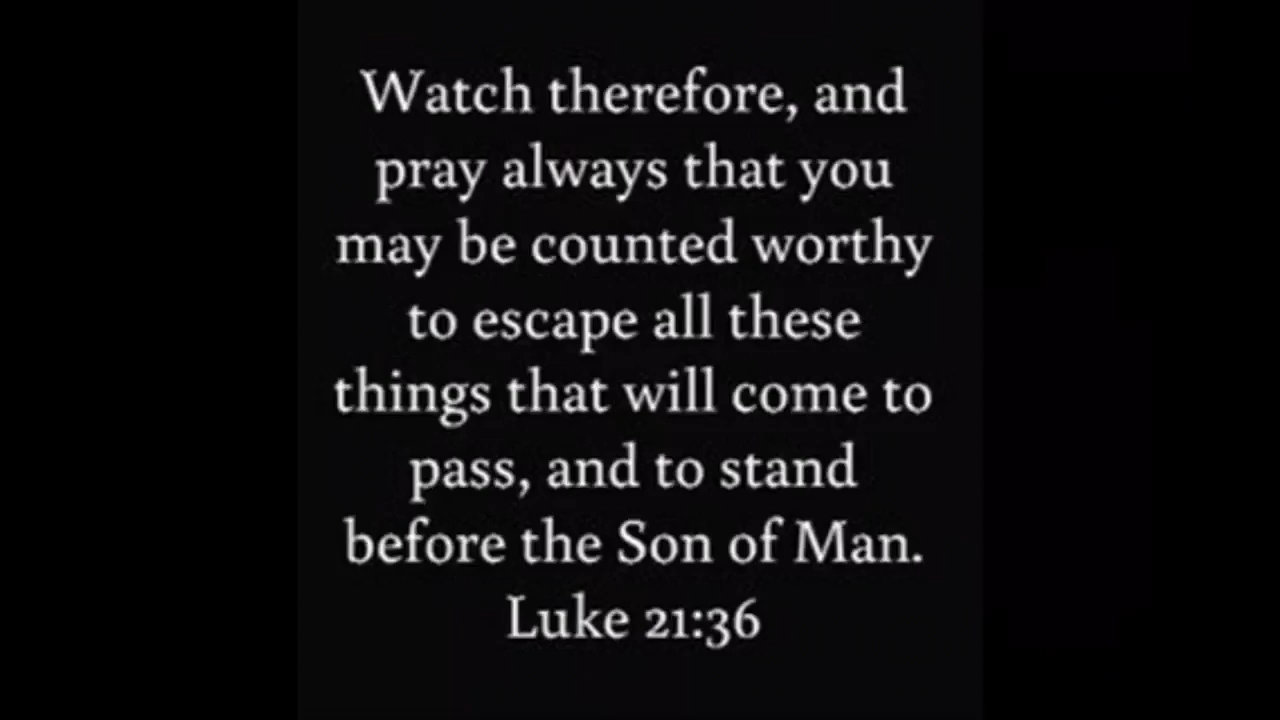 Watch therefore, and
pray always that you
may be counted worthy
to escape all these
things that will come to
pass, and to stand
before the Son of Man.
Luke 21:36